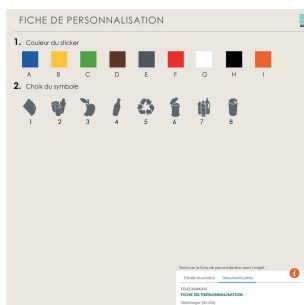 FICHE DE PERSONNALISATION
1. Couleur du sticker
A B C D E F G H I
2. Choix du symbole
1 2 3 4 5 6 7 8
Retrouver la fiche de personnalisation dans l'onglet :
Détails du produit Documents joints
TÉLÉCHARGER
FICHE DE PERSONNALISATION